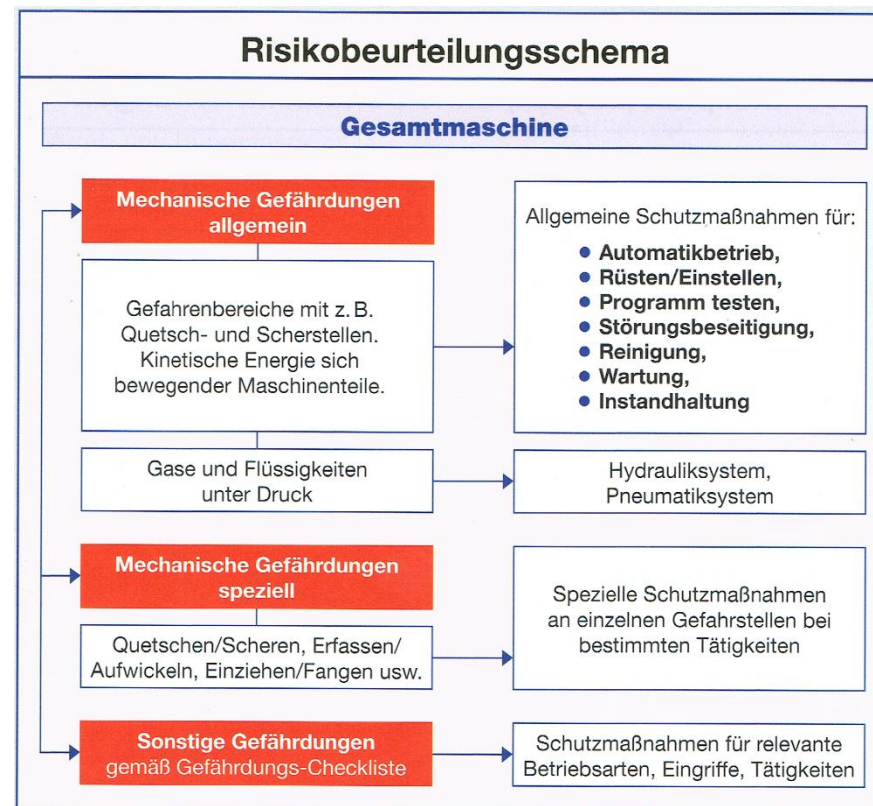 Risikobeurteilungsschema
Gesamtmaschine
Mechanische Gefährdungen
allgemein
Gefahrenbereiche mit z. B.
Quetsch- und Scherstellen.
Kinetische Energie sich
bewegender Maschinenteile.
Allgemeine Schutzmaßnahmen für:
● Automatikbetrieb,
● Rüsten/Einstellen,
● Programm testen,
● Störungsbeseitigung,
● Reinigung,
● Wartung,
● Instandhaltung
Gase und Flüssigkeiten
unter Druck
Hydrauliksystem,
Pneumatiksystem
Mechanische Gefährdungen
speziell
Quetschen/Scheren, Erfassen/
Aufwickeln, Einziehen/Fangen usw.
Spezielle Schutzmaßnahmen
an einzelnen Gefahrstellen bei
bestimmten Tätigkeiten
Sonstige Gefährdungen
gemäß Gefährdungs-Checkliste
Schutzmaßnahmen für relevante
Betriebsarten, Eingriffe, Tätigkeiten